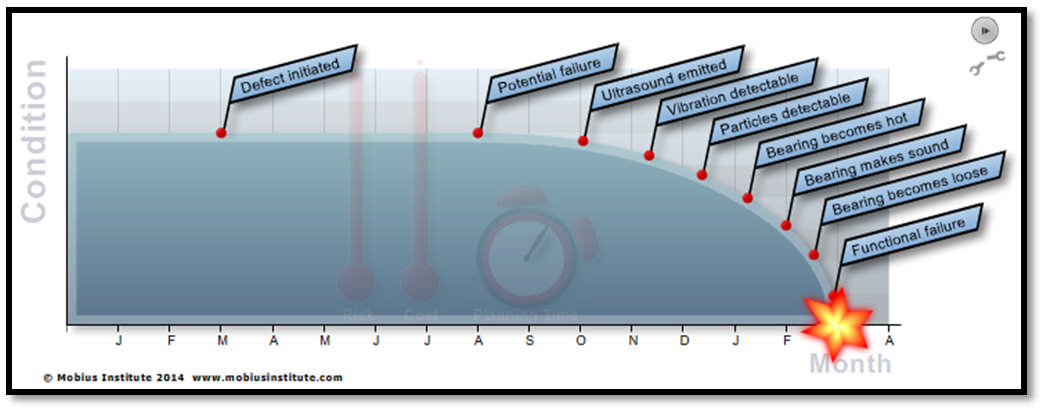 Condition
Defect initiated
Potential failure
Ultrasound emitted
Vibration detectable
Particles detectable
Bearing becomes hot
Bearing makes sound
Bearing becomes loose
Functional failure
Risk Cost Planning Time
J F M A M J J A S O N D J F A
Month
© Mobius Institute 2014 www.mobiusinstitute.com